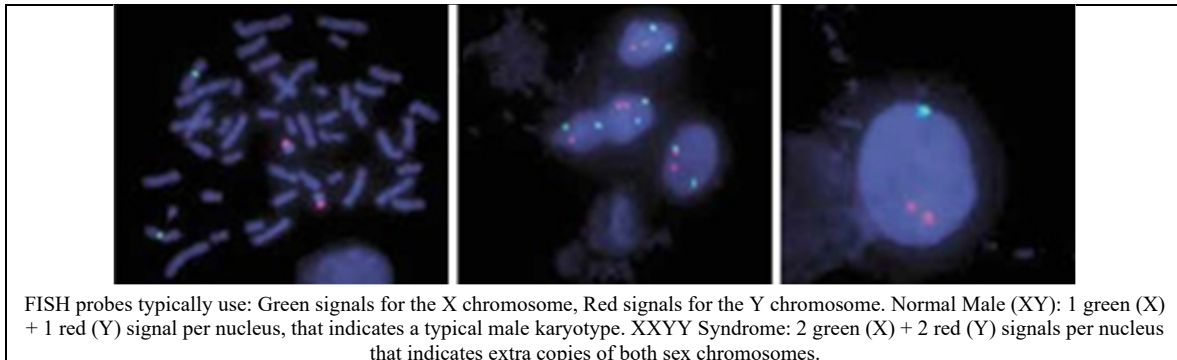 FISH probes typically use: Green signals for the X chromosome, Red signals for the Y chromosome. Normal Male (XY): 1 green (X)
+ 1 red (Y) signal per nucleus, that indicates a typical male karyotype. XXYY Syndrome: 2 green (X) + 2 red (Y) signals per nucleus
that indicates extra copies of both sex chromosomes.